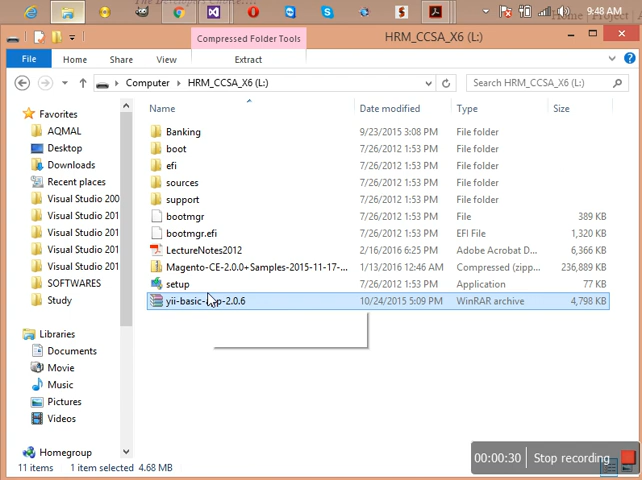 9:48 AM
Home | Project
Compressed Folder Tools
HRM_CCSA_X6 (L:)
File Home Share View Extract
Computer HRM_CCSA_X6 (L:)
Search HRM_CCSA_X6 (L:)
Favorites
AQMAL
Desktop
Downloads
Recent places
Visual Studio 200
Visual Studio 201
Visual Studio 201
Visual Studio 201
Visual Studio 201
SOFTWARES
Study
Libraries
Documents
Movie
Music
Pictures
Videos
Homegroup
Name Date modified Type Size
Banking 9/23/2015 3:08 PM File folder
boot 7/26/2012 1:53 PM File folder
efi 7/26/2012 1:53 PM File folder
sources 7/26/2012 1:53 PM File folder
support 7/26/2012 1:53 PM File folder
bootmgr 7/26/2012 1:53 PM File 389 KB
bootmgr.efi 7/26/2012 1:53 PM EFI File 1,320 KB
LectureNotes2012 2/16/2016 6:25 PM Adobe Acrobat D... 6,366 KB
Magento-CE-2.0.0+Samples-2015-11-17-... 1/13/2016 12:46 AM Compressed (zipp... 236,889 KB
setup 7/26/2012 1:53 PM Application 77 KB
yii-basic-app-2.0.6 10/24/2015 5:09 PM WinRAR archive 4,798 KB
11 items 1 item selected 4.68 MB
00:00:30 Stop recording